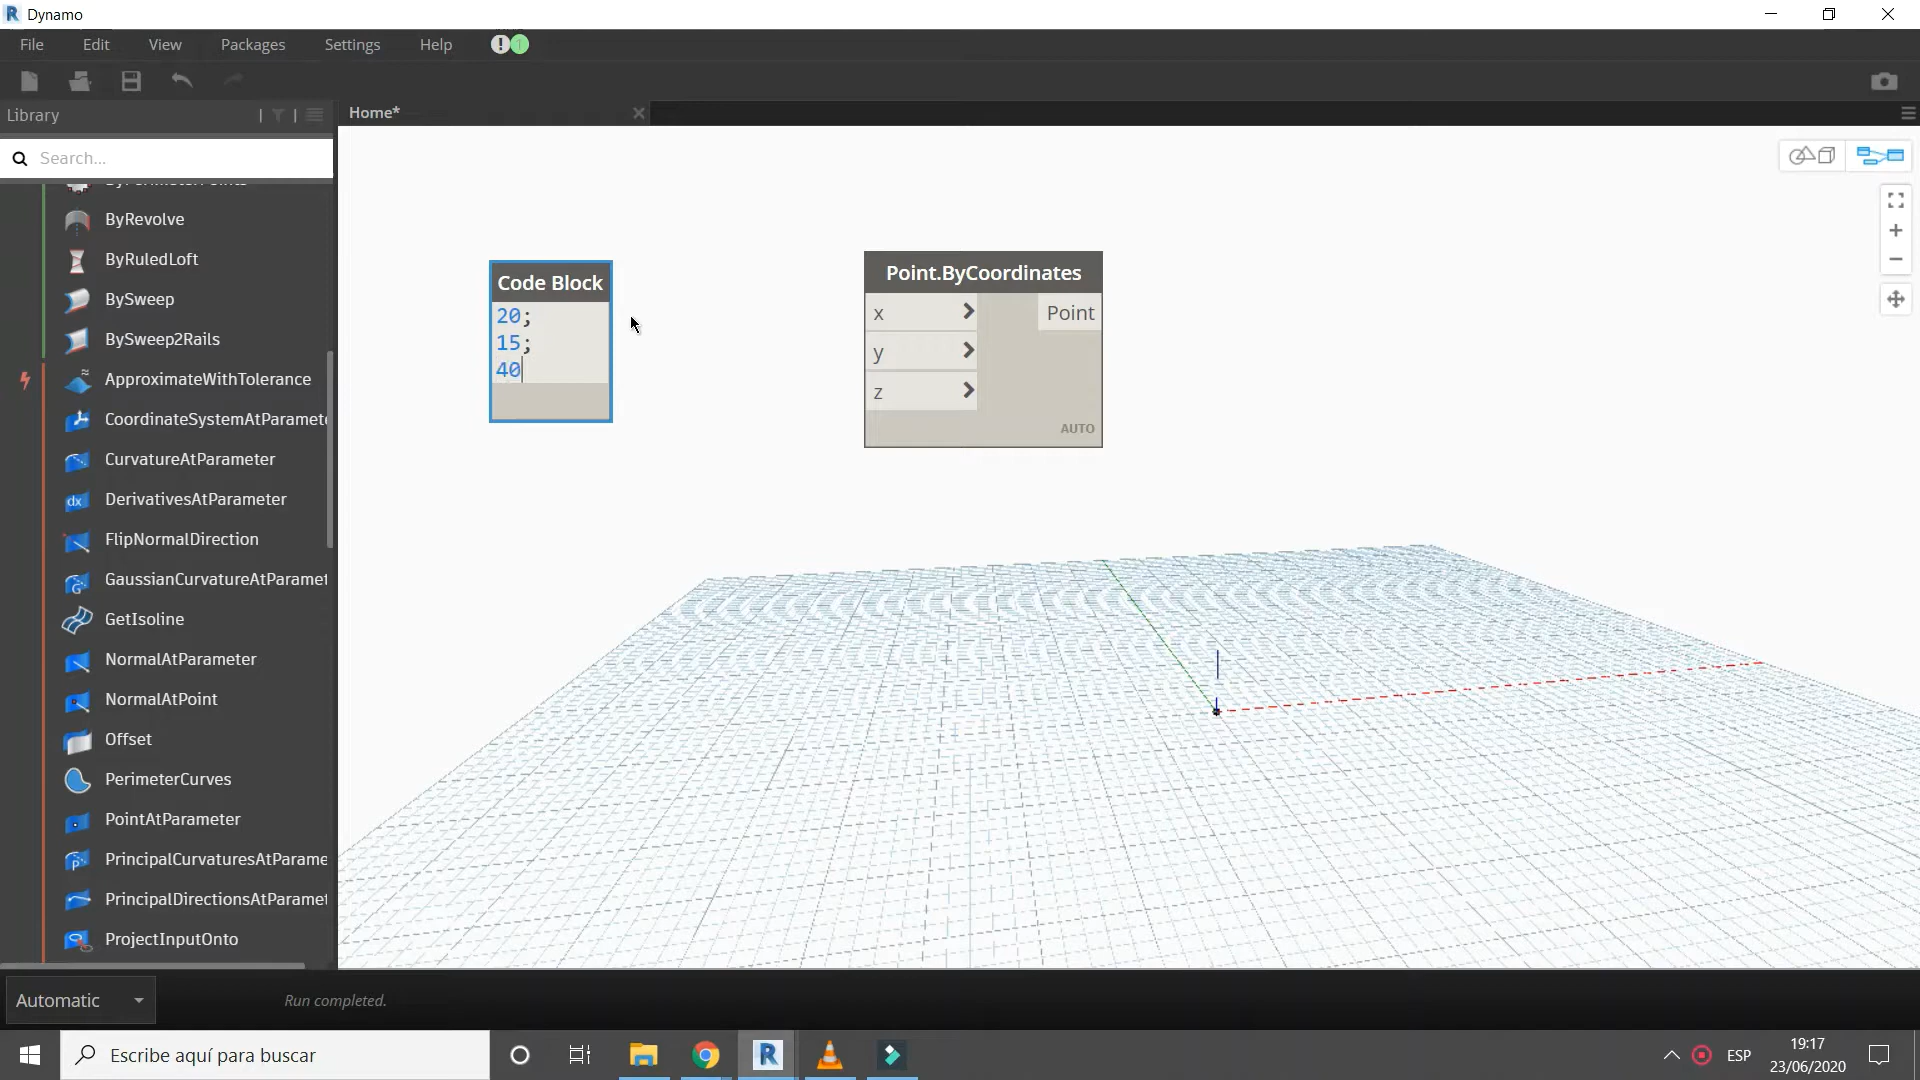 Dynamo
File Edit View Packages Settings Help
Library
Home*
Search...
ByRevolve
ByRuledLoft
BySweep
BySweep2Rails
ApproximateWithTolerance
CoordinateSystemAtParamete
CurvatureAtParameter
DerivativesAtParameter
FlipNormalDirection
GaussianCurvatureAtParamet
GetIsoline
NormalAtParameter
NormalAtPoint
Offset
PerimeterCurves
PointAtParameter
PrincipalCurvaturesAtParame
PrincipalDirectionsAtParamet
ProjectInputOnto
Code Block
20;
15;
40
Point.ByCoordinates
x Point
y
z
AUTO
Automatic Run completed.
Escribe aquí para buscar
ESP
19:17
23/06/2020